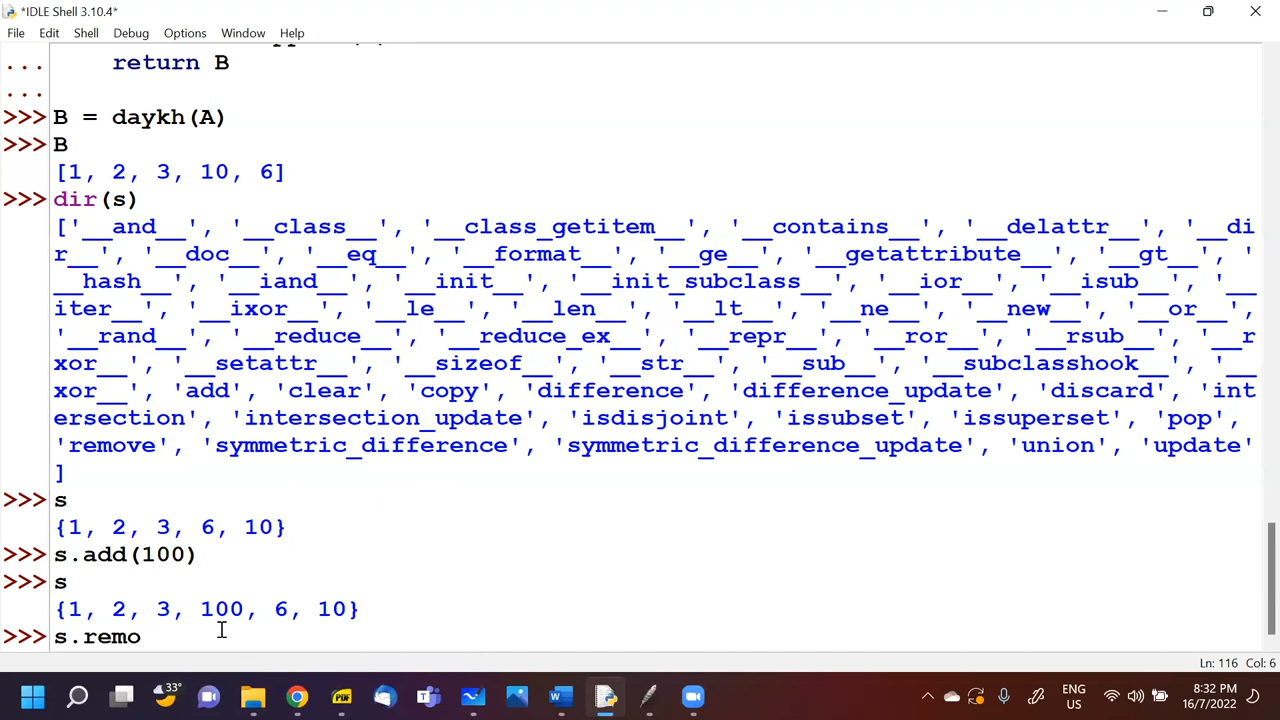 *IDLE Shell 3.10.4*
File Edit Shell Debug Options Window Help
... return B
...
>>> B = daykh(A)
>>> B
[1, 2, 3, 10, 6]
>>> dir(s)
['__and__', '__class__', '__class_getitem__', '__contains__', '__delattr__', '__di
r__', '__doc__', '__eq__', '__format__', '__ge__', '__getattribute__', '__gt__', '
__hash__', '__iand__', '__init__', '__init_subclass__', '__ior__', '__isub__', '__
iter__', '__ixor__', '__le__', '__len__', '__lt__', '__ne__', '__new__', '__or__',
'__rand__', '__reduce__', '__reduce_ex__', '__repr__', '__ror__', '__rsub__', '__r
xor__', '__setattr__', '__sizeof__', '__str__', '__sub__', '__subclasshook__', '__
xor__', 'add', 'clear', 'copy', 'difference', 'difference_update', 'discard', 'int
ersection', 'intersection_update', 'isdisjoint', 'issubset', 'issuperset', 'pop',
'remove', 'symmetric_difference', 'symmetric_difference_update', 'union', 'update'
]
>>> s
{1, 2, 3, 6, 10}
>>> s.add(100)
>>> s
{1, 2, 3, 100, 6, 10}
>>> s.remo
Ln: 116 Col: 6
33°
PDF
ENG
US
8:32 PM
16/7/2022